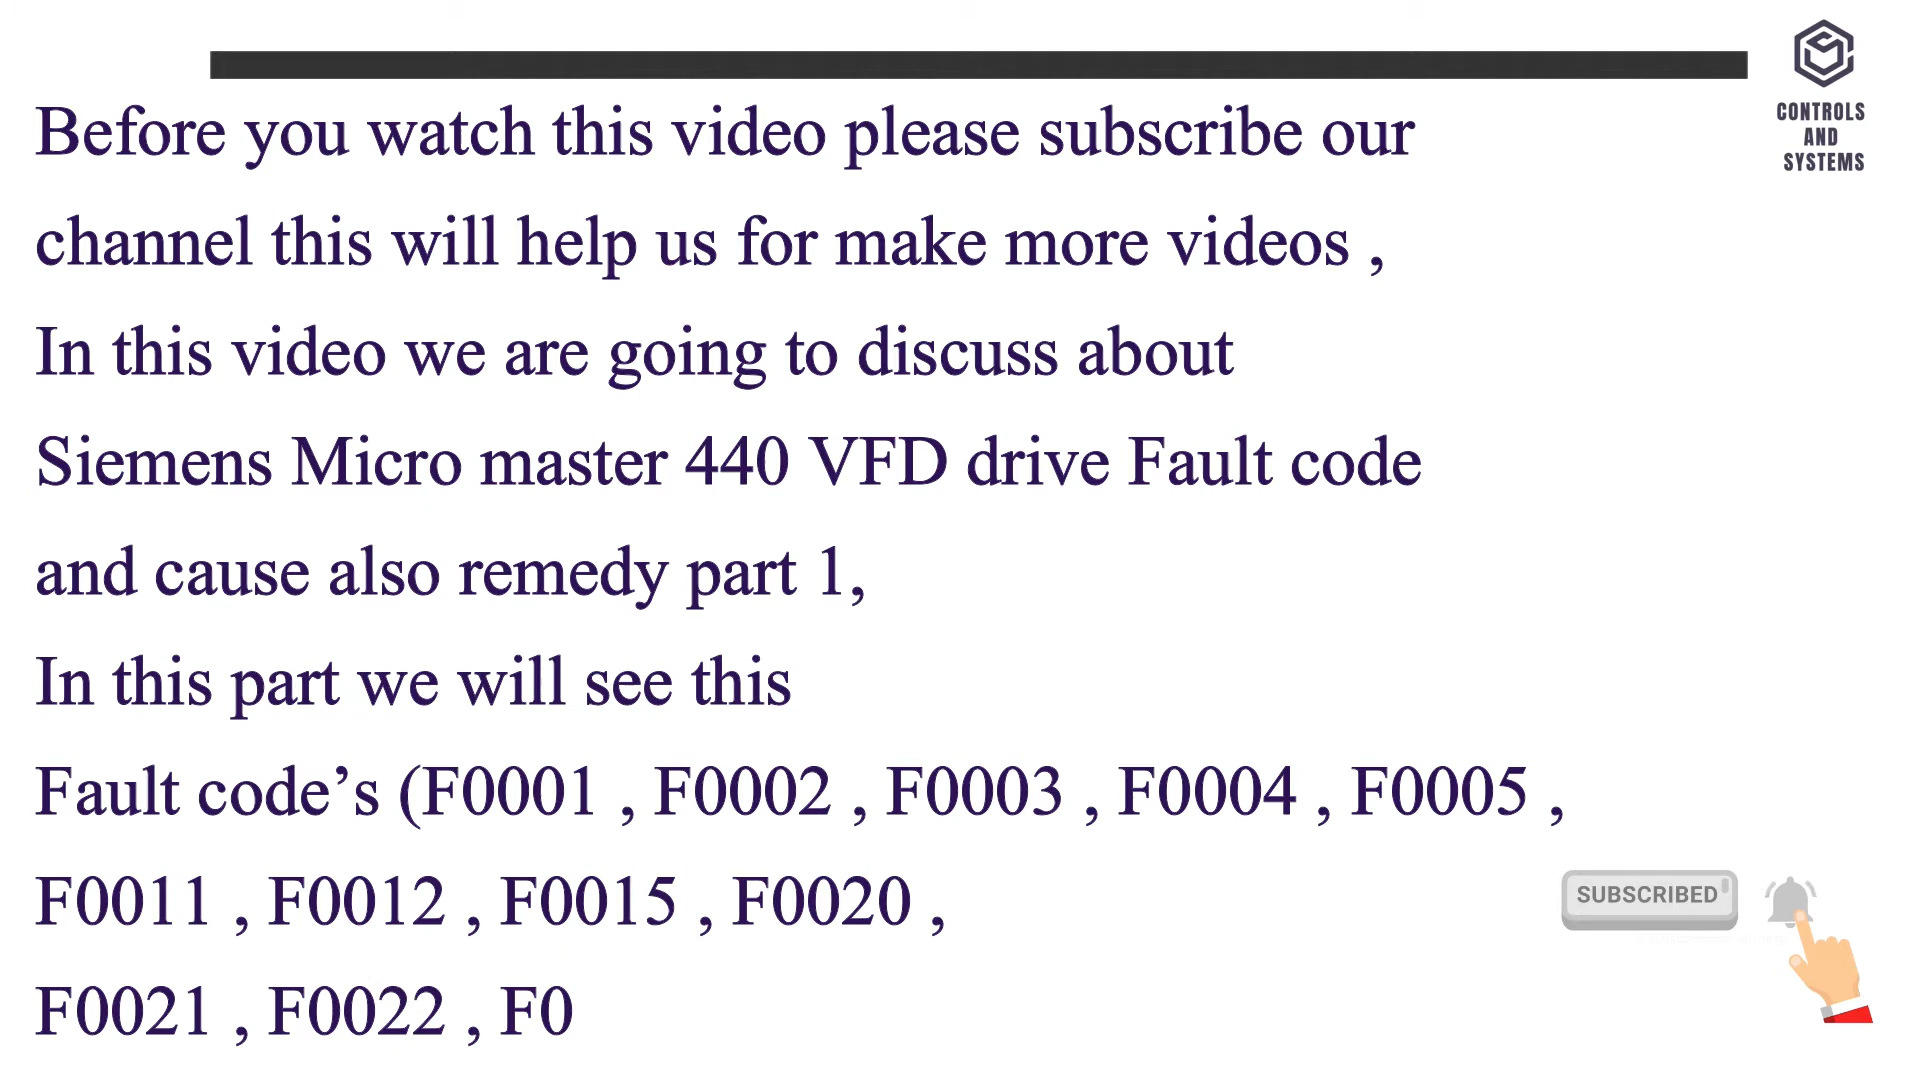 CONTROLS
AND
SYSTEMS
Before you watch this video please subscribe our
channel this will help us for make more videos ,
In this video we are going to discuss about
Siemens Micro master 440 VFD drive Fault code
and cause also remedy part 1,
In this part we will see this
Fault code’s (F0001 , F0002 , F0003 , F0004 , F0005 ,
F0011 , F0012 , F0015 , F0020 ,
F0021 , F0022 , F0
SUBSCRIBED